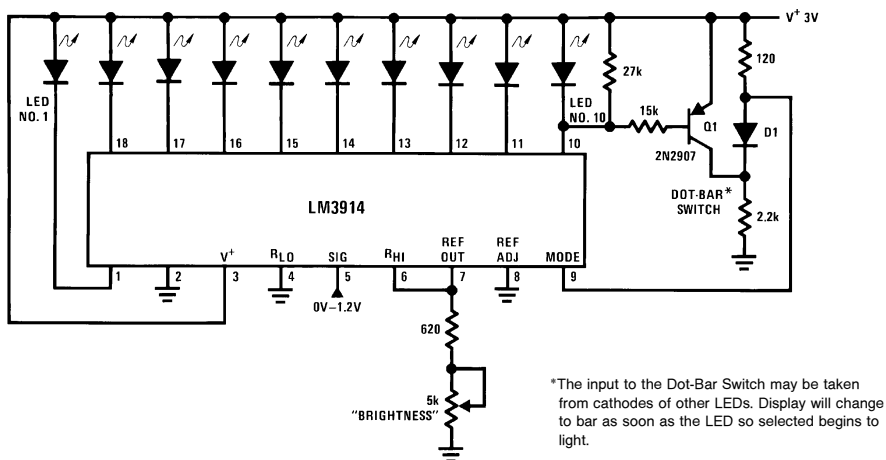 V+ 3V
27k
120
LED
NO. 1
LED
NO. 10
15k
Q1
D1
2N2907
18
17
16
15
14
13
12
11
10
DOT-BAR*
SWITCH
2.2k
LM3914
V+
RLO
SIG
RHI
REF
OUT
REF
ADJ
MODE
1
2
3
4
5
6
7
8
9
0V–1.2V
620
5k
"BRIGHTNESS"
*The input to the Dot-Bar Switch may be taken
from cathodes of other LEDs. Display will change
to bar as soon as the LED so selected begins to
light.